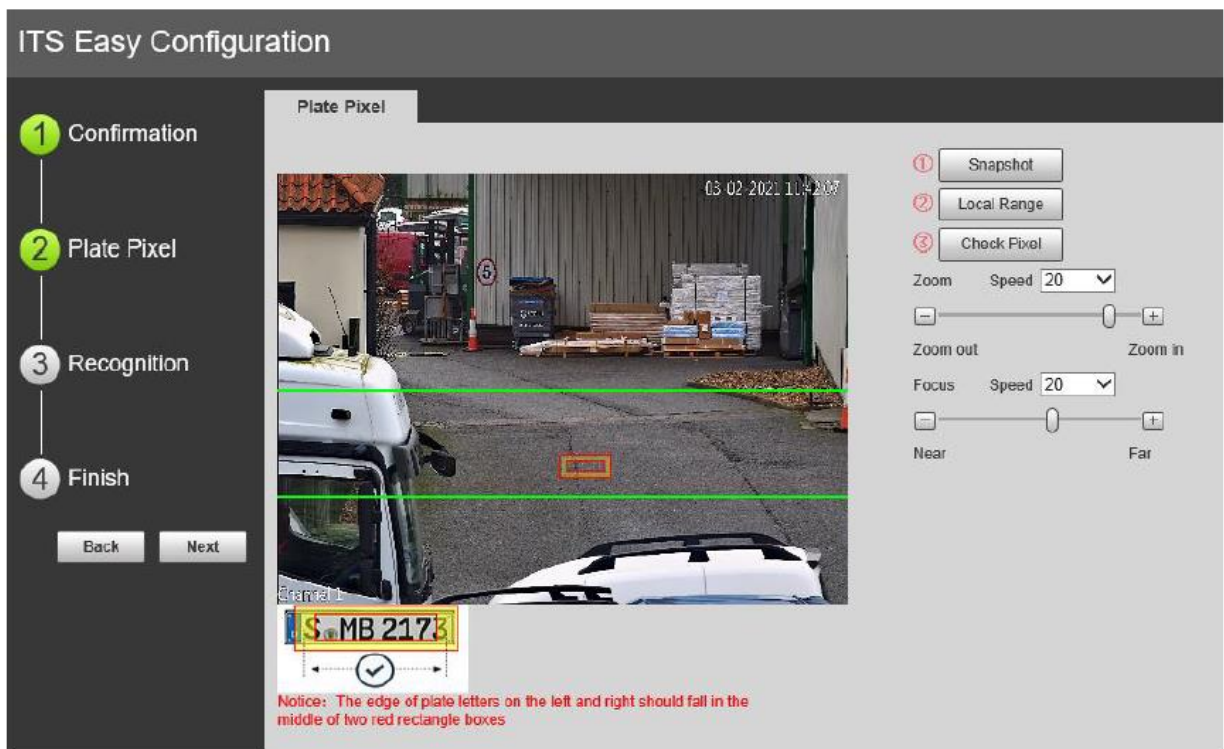 ITS Easy Configuration
1 Confirmation
2 Plate Pixel
3 Recognition
4 Finish
Back Next
Plate Pixel
03-02-2021 11:42:07
5
Channel 1
S MB 2173
Notice: The edge of plate letters on the left and right should fall in the
middle of two red rectangle boxes
① Snapshot
② Local Range
③ Check Pixel
Zoom Speed 20
Zoom out Zoom in
Focus Speed 20
Near Far